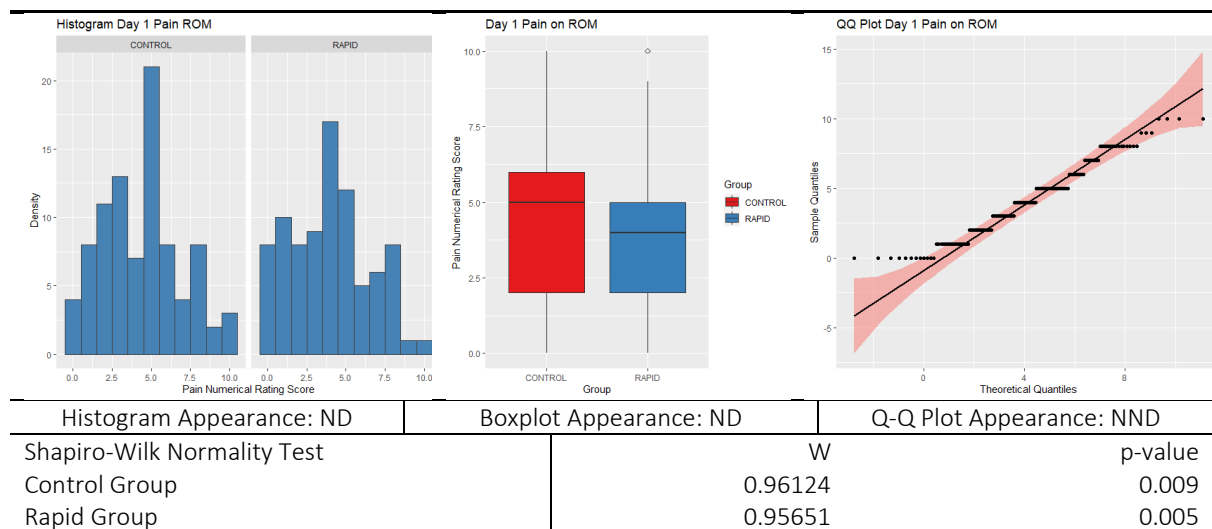 Histogram Day 1 Pain ROM
CONTROL
RAPID
20
15
10
5
0
Density
0.0 2.5 5.0 7.5 10.0 0.0 2.5 5.0 7.5 10.0
Pain Numerical Rating Score
Day 1 Pain on ROM
10.0
7.5
5.0
2.5
0.0
Pain Numerical Rating Score
CONTROL RAPID
Group
Group
CONTROL
RAPID
QQ Plot Day 1 Pain on ROM
15
10
5
0
-5
Sample Quantiles
0 4 8
Theoretical Quantiles
Histogram Appearance: ND Boxplot Appearance: ND Q-Q Plot Appearance: NND
Shapiro-Wilk Normality Test W p-value
Control Group 0.96124 0.009
Rapid Group 0.95651 0.005